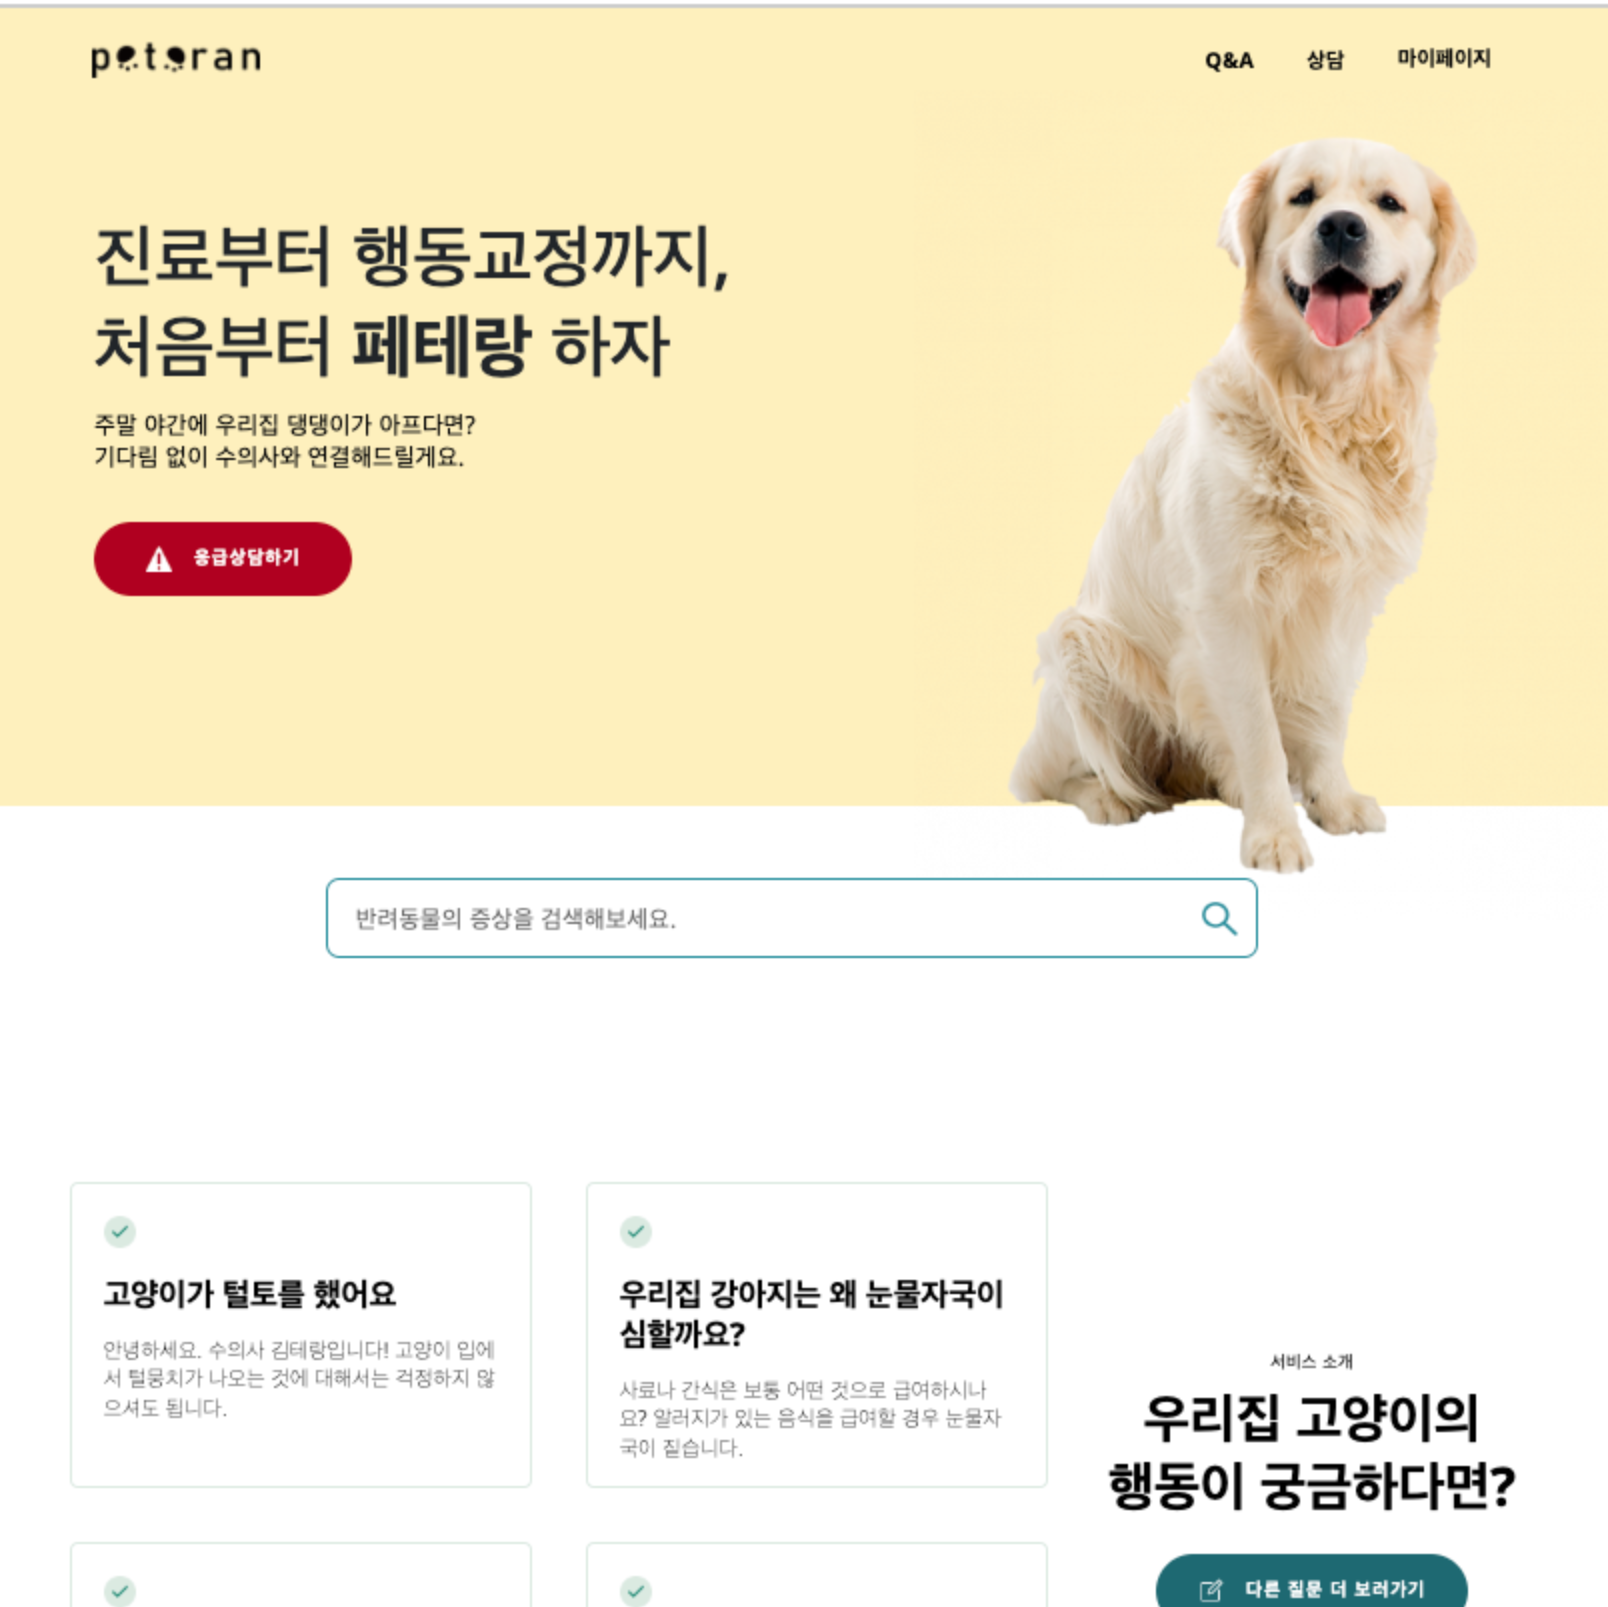 peteran
Q&A 상담 마이페이지
진료부터 행동교정까지,
처음부터 페테랑 하자
주말 야간에 우리집 댕댕이가 아프다면?
기다림 없이 수의사와 연결해드릴게요.
응급상담하기
반려동물의 증상을 검색해보세요.
고양이가 털토를 했어요
안녕하세요. 수의사 김테랑입니다! 고양이 입에
서 털뭉치가 나오는 것에 대해서는 걱정하지 않
으셔도 됩니다.
우리집 강아지는 왜 눈물자국이
심할까요?
사료나 간식은 보통 어떤 것으로 급여하시나
요? 알러지가 있는 음식을 급여할 경우 눈물자
국이 짙습니다.
서비스 소개
우리집 고양이의
행동이 궁금하다면?
다른 질문 더 보러가기